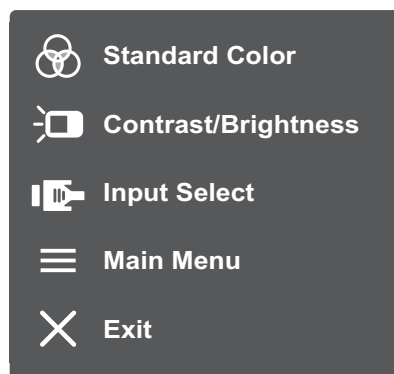 Standard Color
Contrast/Brightness
Input Select
Main Menu
Exit